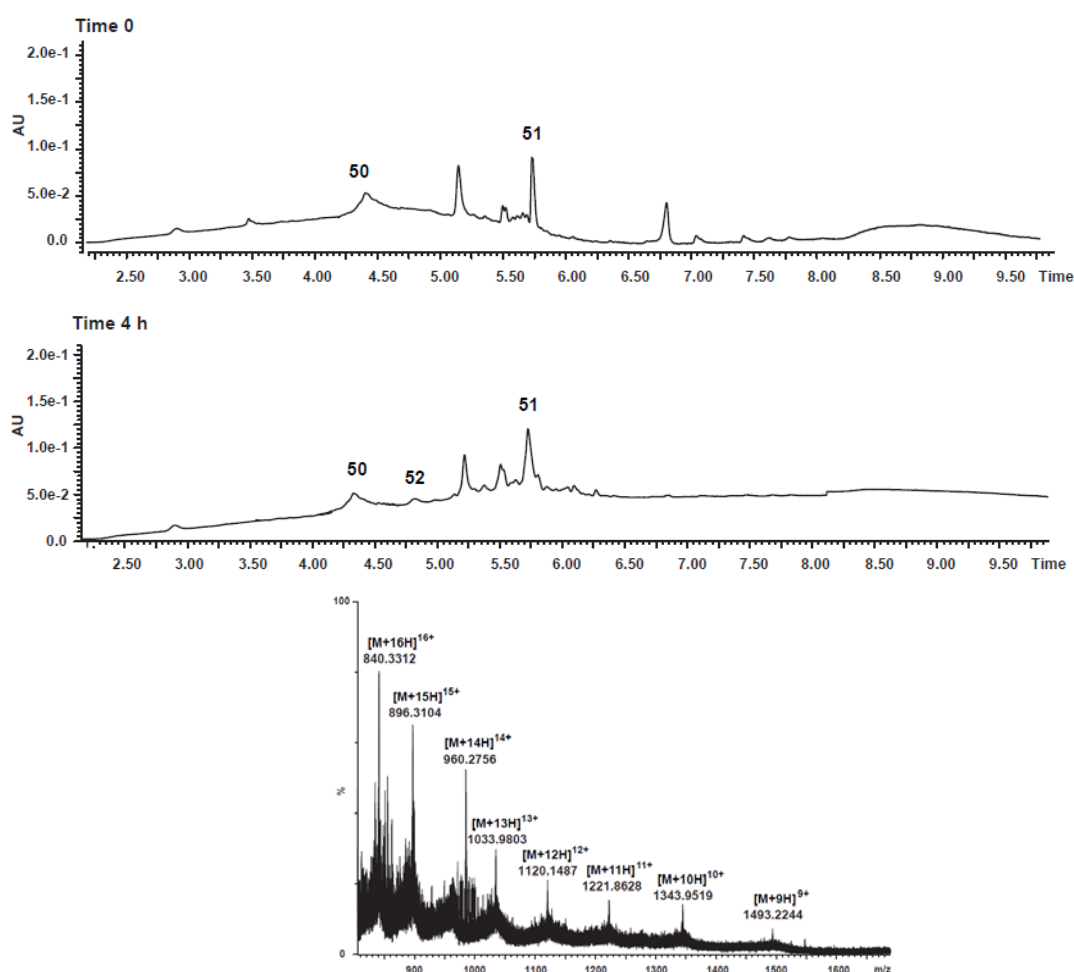 Time 0
2.0e-1
1.5e-1
AU
1.0e-1
5.0e-2
0.0
50
51
2.50 3.00 3.50 4.00 4.50 5.00 5.50 6.00 6.50 7.00 7.50 8.00 8.50 9.00 9.50 Time
Time 4 h
2.0e-1
1.5e-1
AU
1.0e-1
5.0e-2
0.0
50
52
51
2.50 3.00 3.50 4.00 4.50 5.00 5.50 6.00 6.50 7.00 7.50 8.00 8.50 9.00 9.50 Time
100
%
0
[M+16H]16+
840.3312
[M+15H]15+
896.3104
[M+14H]14+
960.2756
[M+13H]13+
1033.9803
[M+12H]12+
1120.1487
[M+11H]11+
1221.8628
[M+10H]10+
1343.9519
[M+9H]9+
1493.2244
900 1000 1100 1200 1300 1400 1500 1600 m/z